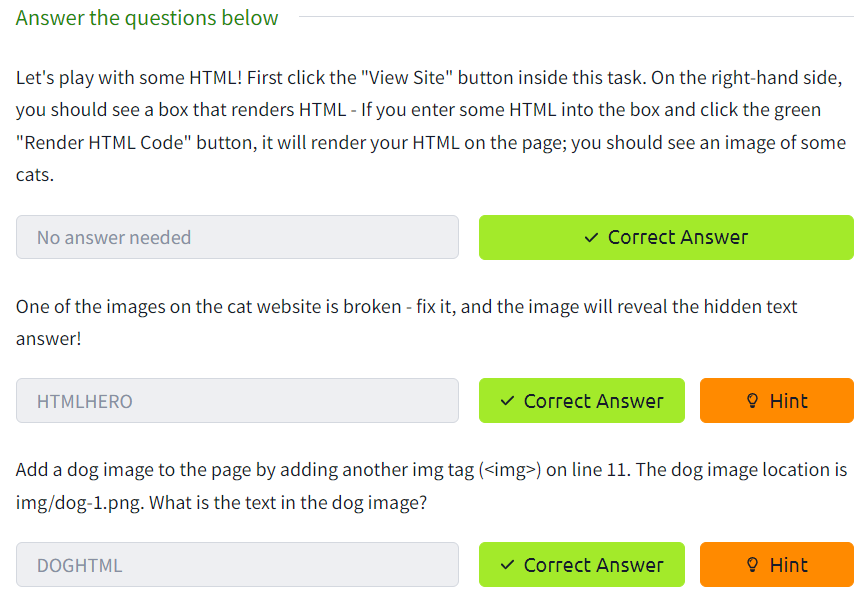 Answer the questions below
Let's play with some HTML! First click the "View Site" button inside this task. On the right-hand side,
you should see a box that renders HTML - If you enter some HTML into the box and click the green
"Render HTML Code" button, it will render your HTML on the page; you should see an image of some
cats.
No answer needed
Correct Answer
One of the images on the cat website is broken - fix it, and the image will reveal the hidden text
answer!
HTMLHERO
Correct Answer
Hint
Add a dog image to the page by adding another img tag (<img>) on line 11. The dog image location is
img/dog-1.png. What is the text in the dog image?
DOGHTML
Correct Answer
Hint